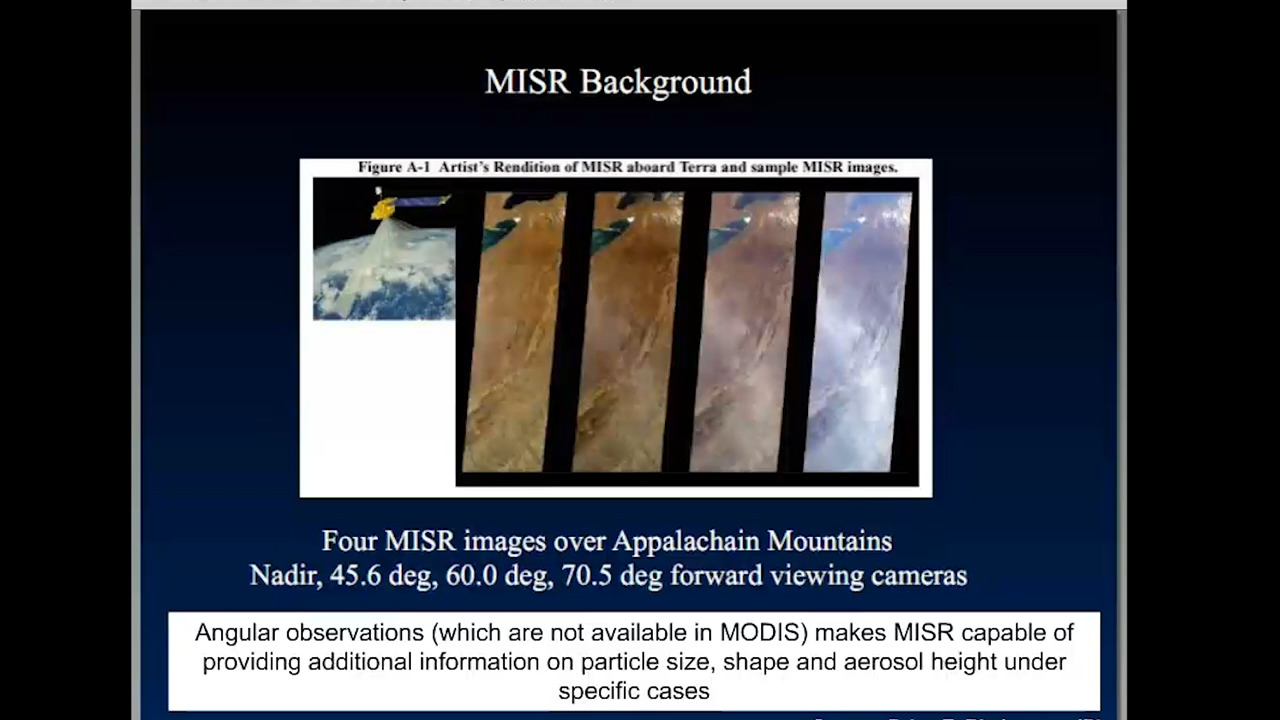 MISR Background
Figure A-1 Artist's Rendition of MISR aboard Terra and sample MISR images.
Four MISR images over Appalachain Mountains
Nadir, 45.6 deg, 60.0 deg, 70.5 deg forward viewing cameras
Angular observations (which are not available in MODIS) makes MISR capable of
providing additional information on particle size, shape and aerosol height under
specific cases